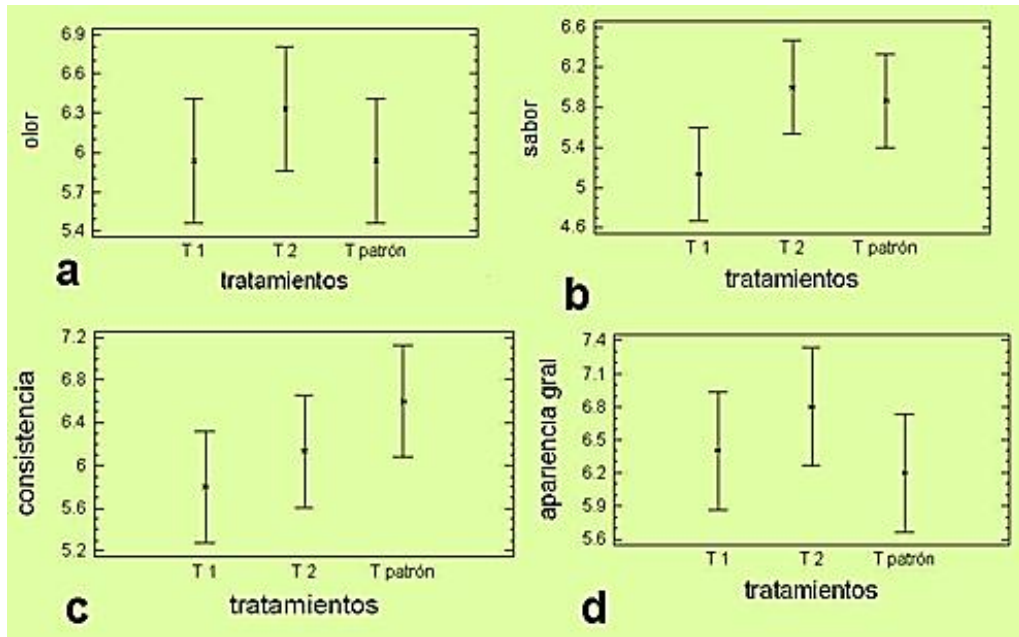 olor
6.9
6.6
6.3
6
5.7
5.4
T 1 T 2 T patrón
tratamientos
a
sabor
6.6
6.2
5.8
5.4
5
4.6
T 1 T 2 T patrón
tratamientos
b
consistencia
7.2
6.8
6.4
6
5.6
5.2
T 1 T 2 T patrón
tratamientos
c
apariencia gral
7.4
7.1
6.8
6.5
6.2
5.9
5.6
T 1 T 2 T patrón
tratamientos
d